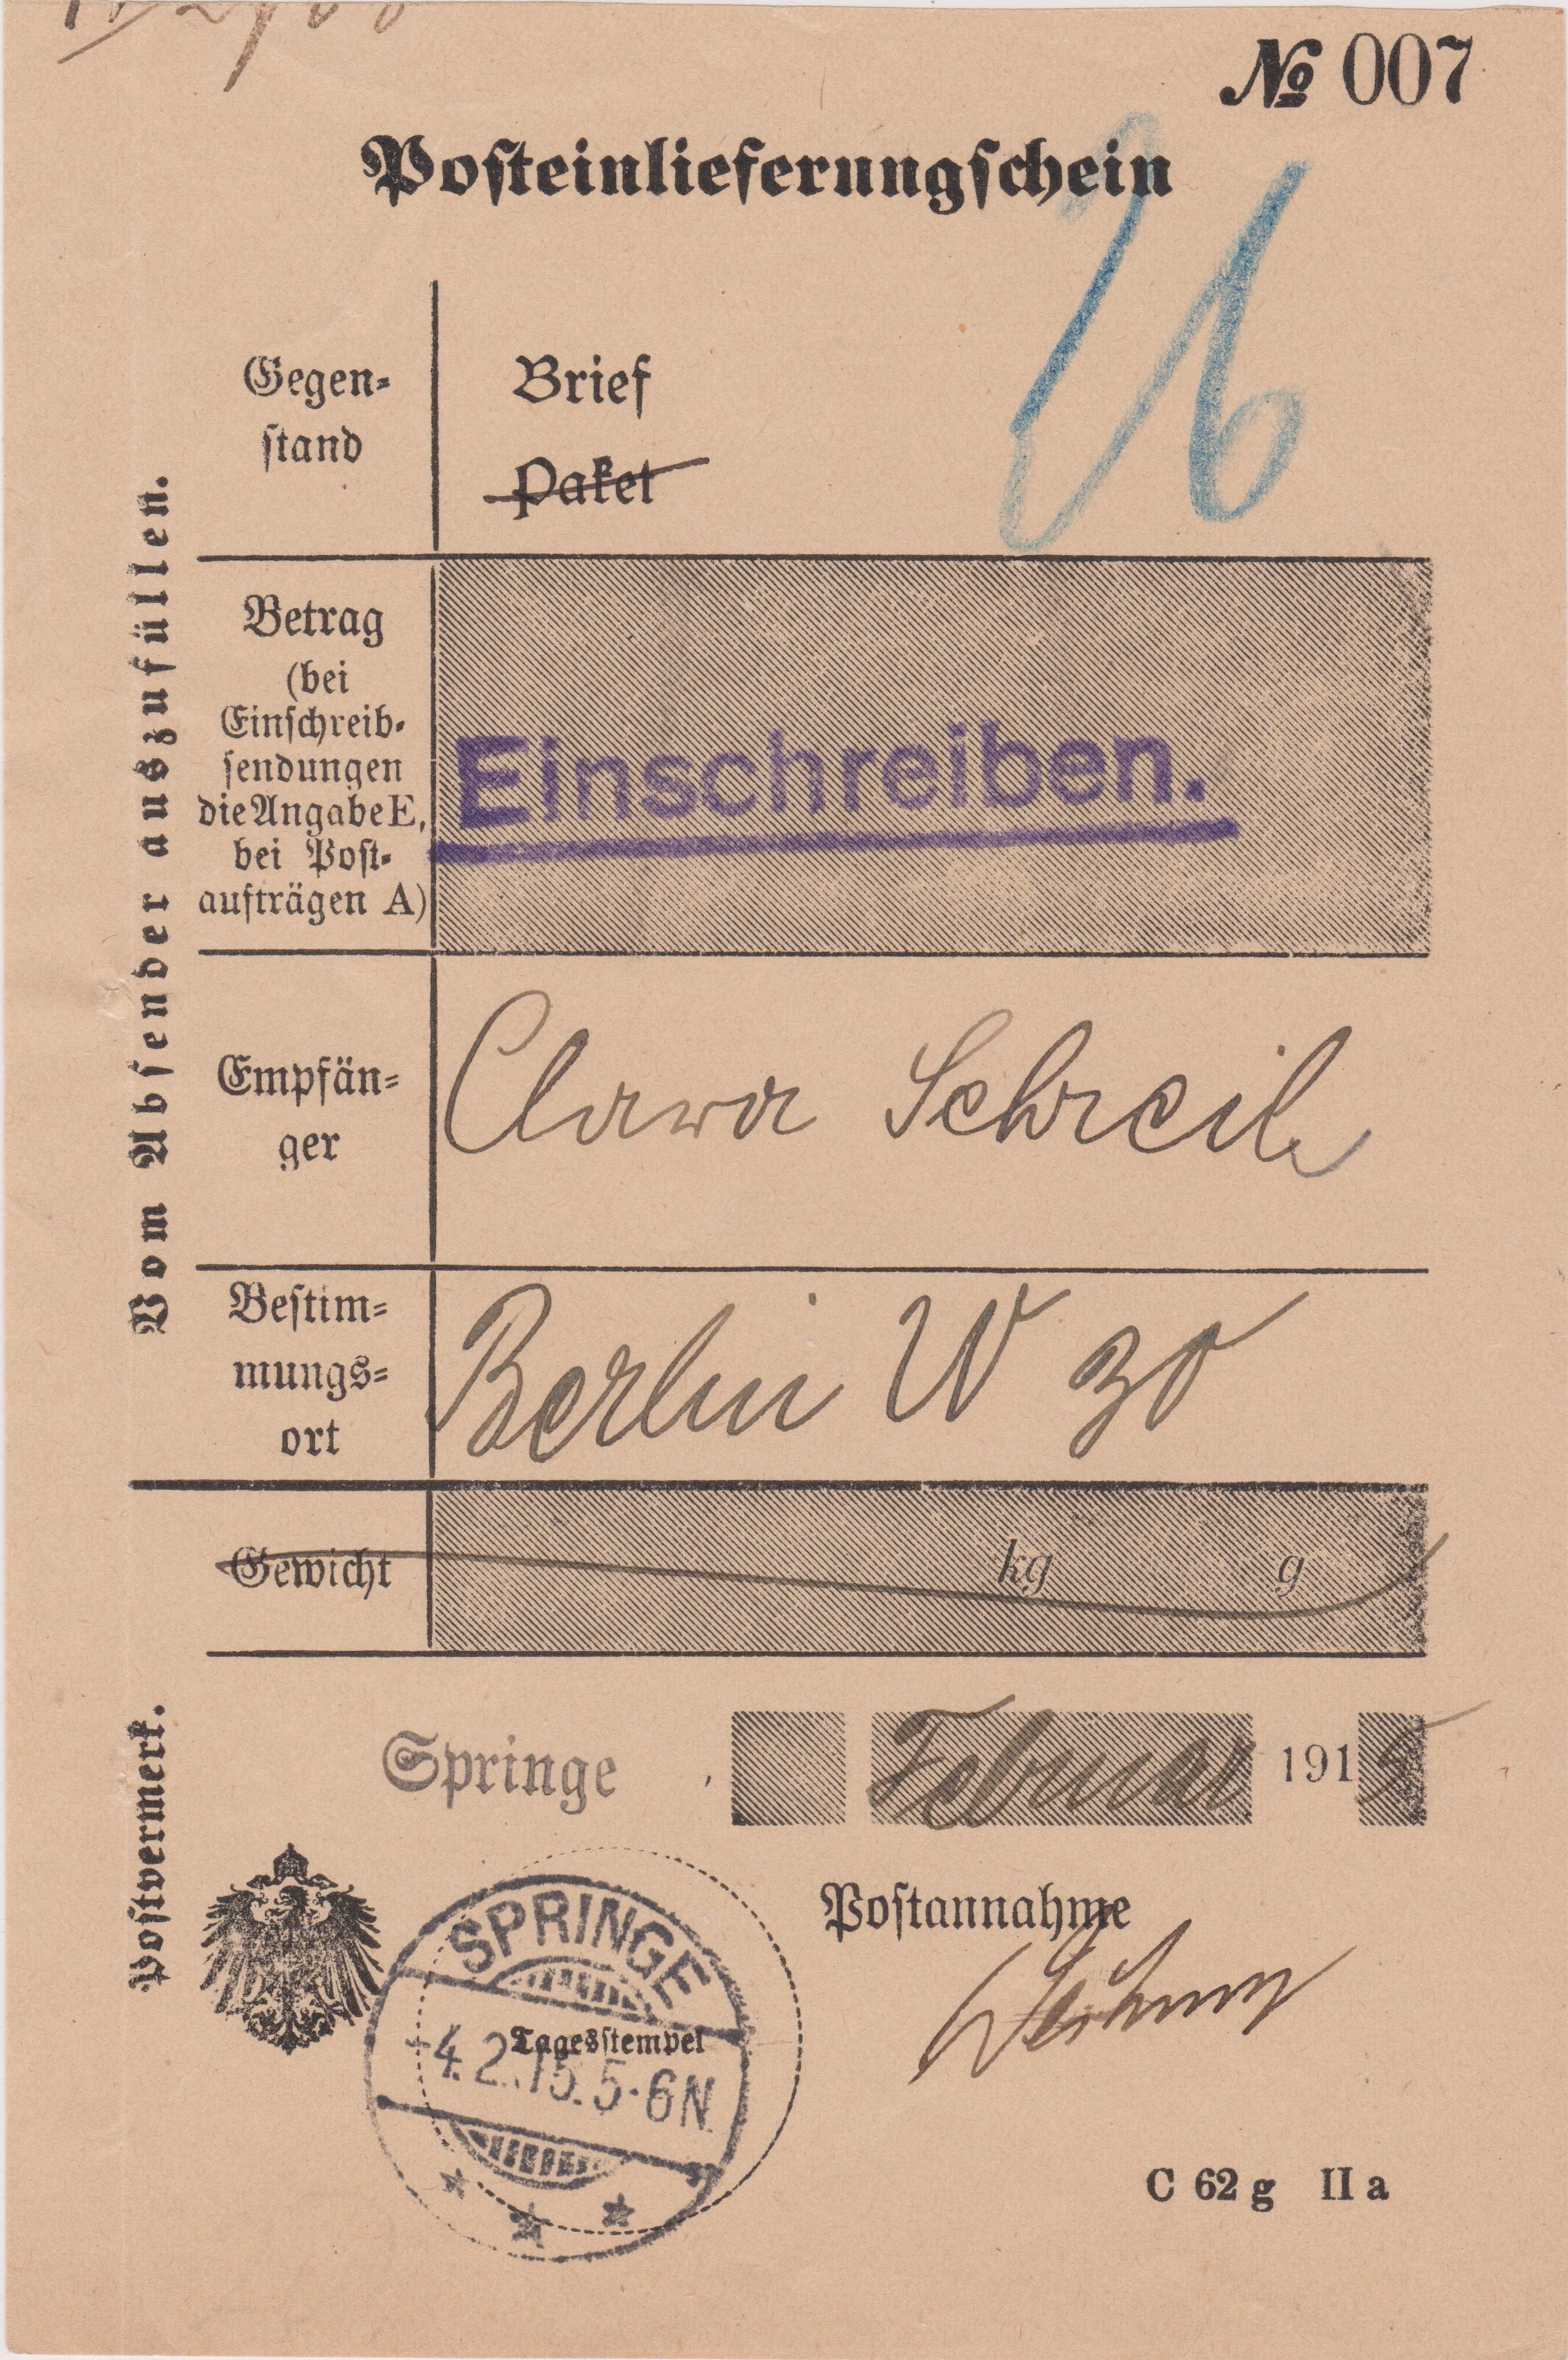 № 007
Posteinlieferungschein
26
Vom Absender auszufüllen.
Gegen-
stand
Brief
Paket
Betrag
(bei
Einschreib-
sendungen
die Angabe E,
bei Post-
aufträgen A)
Einschreiben.
Empfän-
ger
Clara Schreib
Bestim-
mungs-
ort
Berlin W 30
Gewicht kg g
Postvermerk.
Springe, Februar 1915
SPRINGE
Tagesstempel
-4.2.15.5-6N.
Postannahme
C 62 g II a